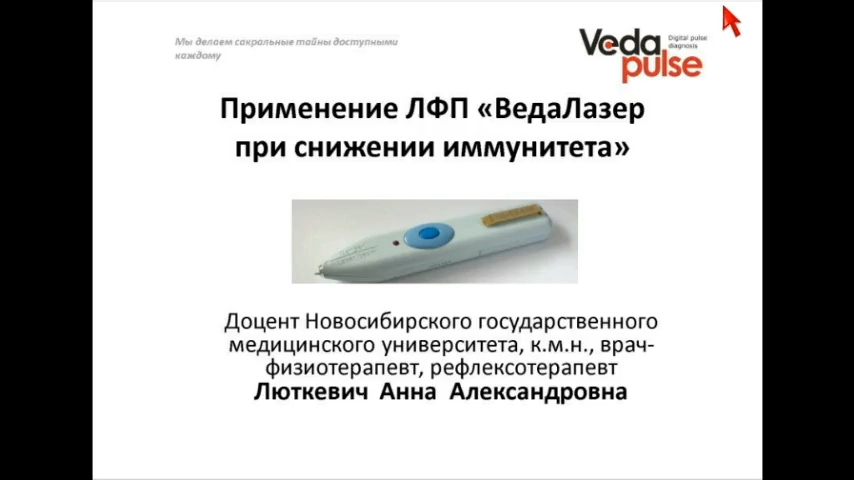 Мы делаем сакральные тайны доступными
каждому
Veda
pulse
Digital pulse
diagnosis
Применение ЛФП «ВедаЛазер
при снижении иммунитета»
Доцент Новосибирского государственного
медицинского университета, к.м.н., врач-
физиотерапевт, рефлексотерапевт
Люткевич Анна Александровна